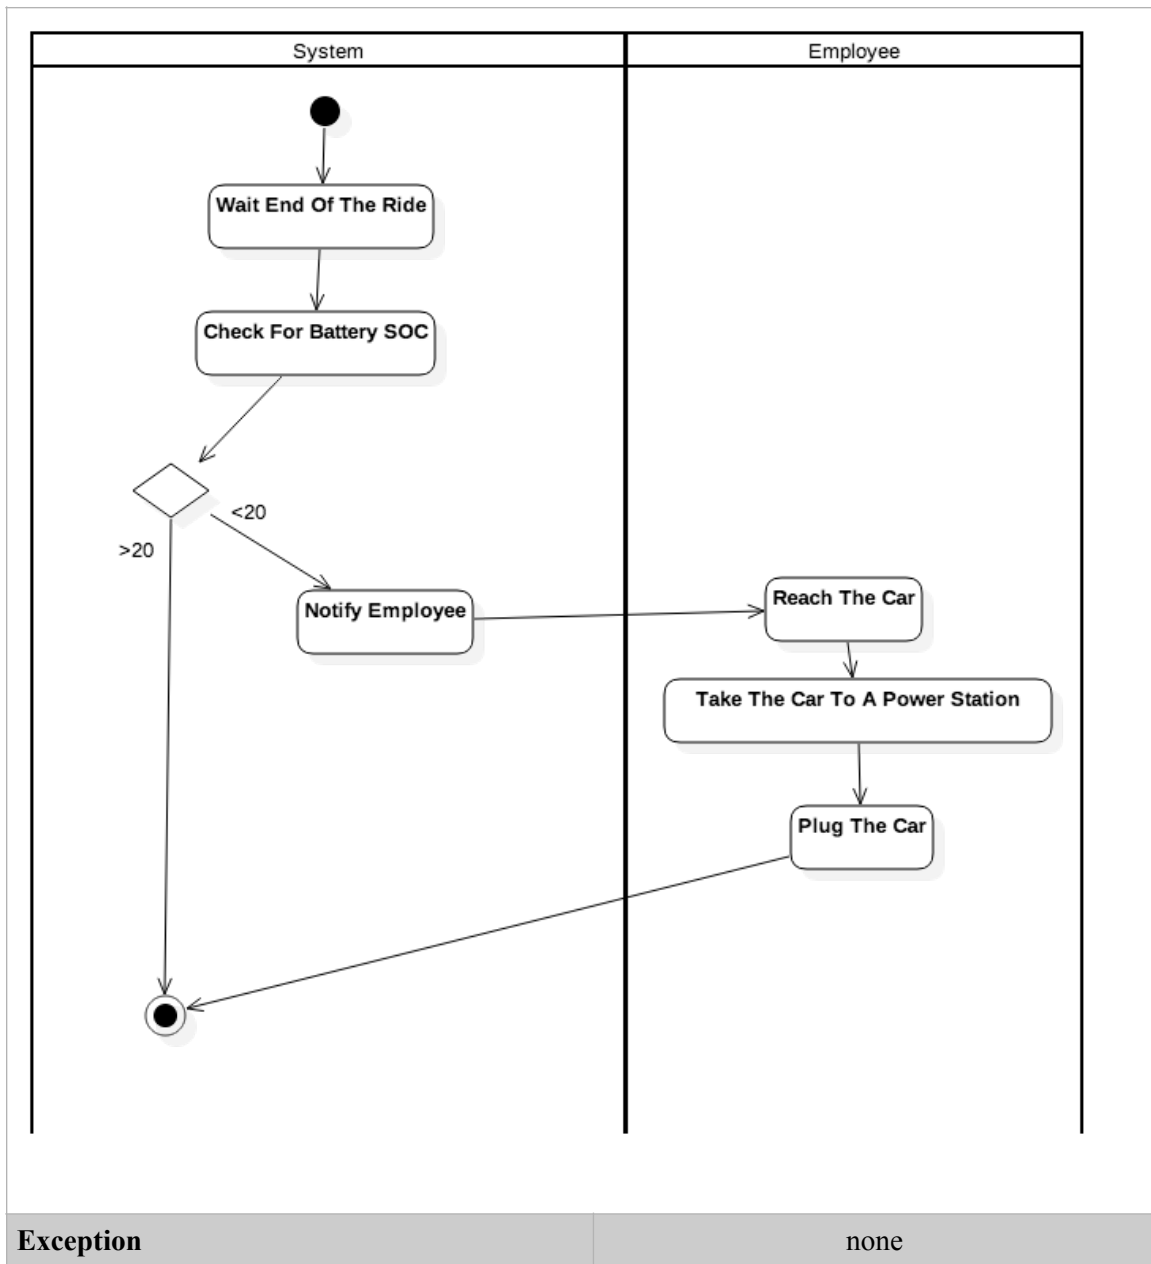 System
Employee
Wait End Of The Ride
Check For Battery SOC
<20
>20
Notify Employee
Reach The Car
Take The Car To A Power Station
Plug The Car
Exception
none